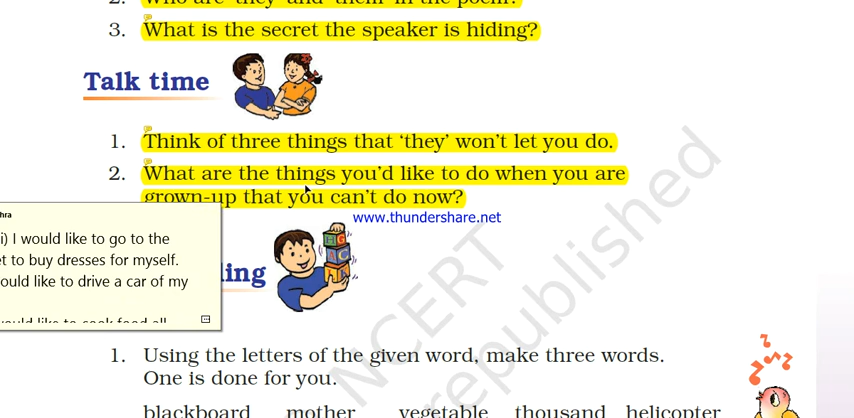 3. What is the secret the speaker is hiding?
Talk time
1. Think of three things that ‘they’ won’t let you do.
2. What are the things you’d like to do when you are
grown-up that you can’t do now?
www.thundershare.net
hra
i) I would like to go to the
t to buy dresses for myself.
ould like to drive a car of my
ling
1. Using the letters of the given word, make three words.
One is done for you.
blackboard mother vegetable thousand helicopter
NCERT
republished